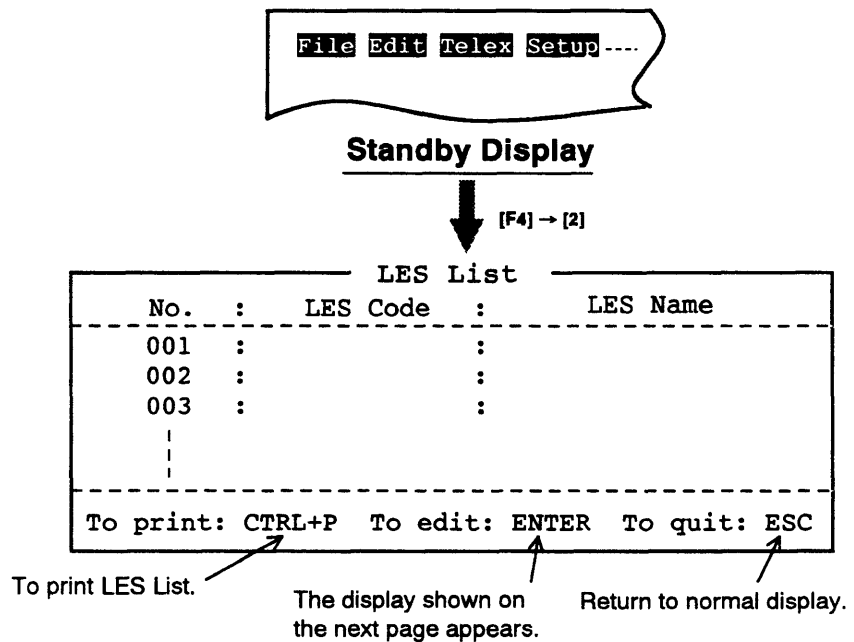 File Edit Telex Setup ----
Standby Display
[F4] → [2]
LES List
No. : LES Code : LES Name
001 : :
002 : :
003 : :
To print: CTRL+P To edit: ENTER To quit: ESC
To print LES List.
The display shown on
the next page appears.
Return to normal display.